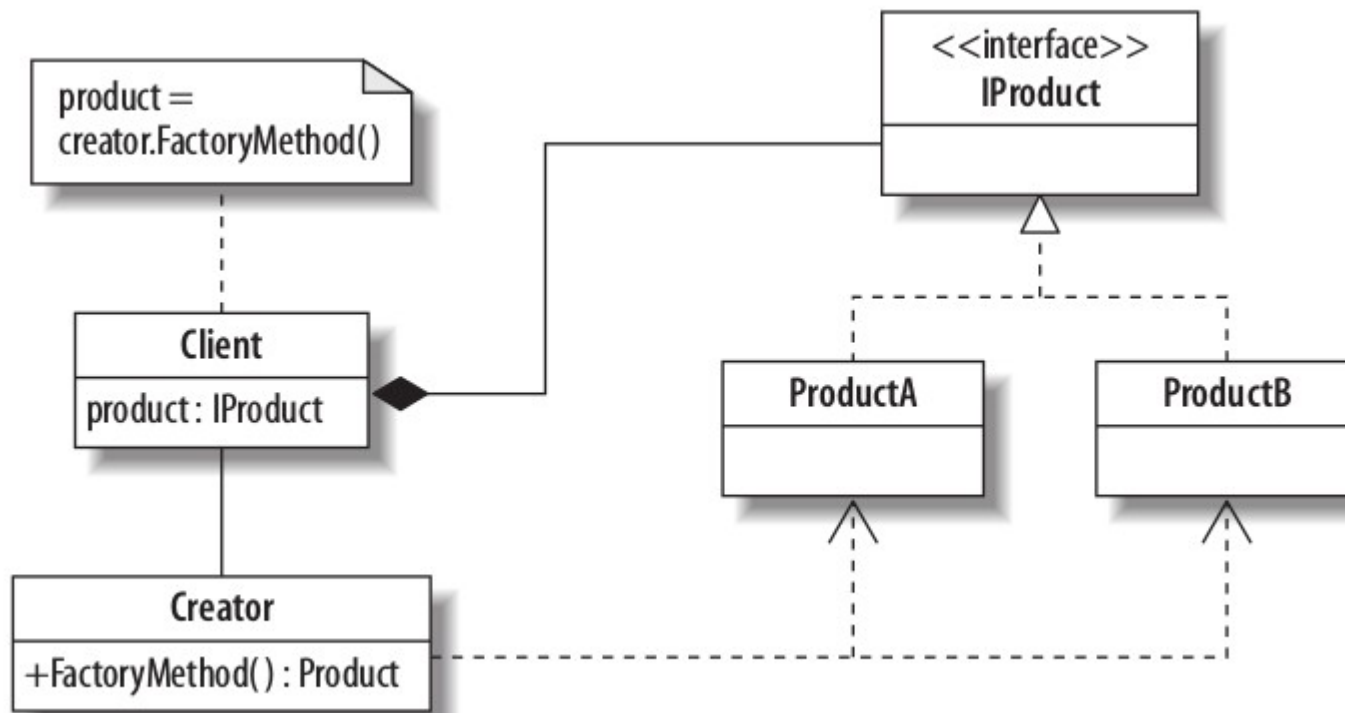 product =
creator.FactoryMethod()
<<interface>>
IProduct
Client
product : IProduct
ProductA
ProductB
Creator
+FactoryMethod() : Product